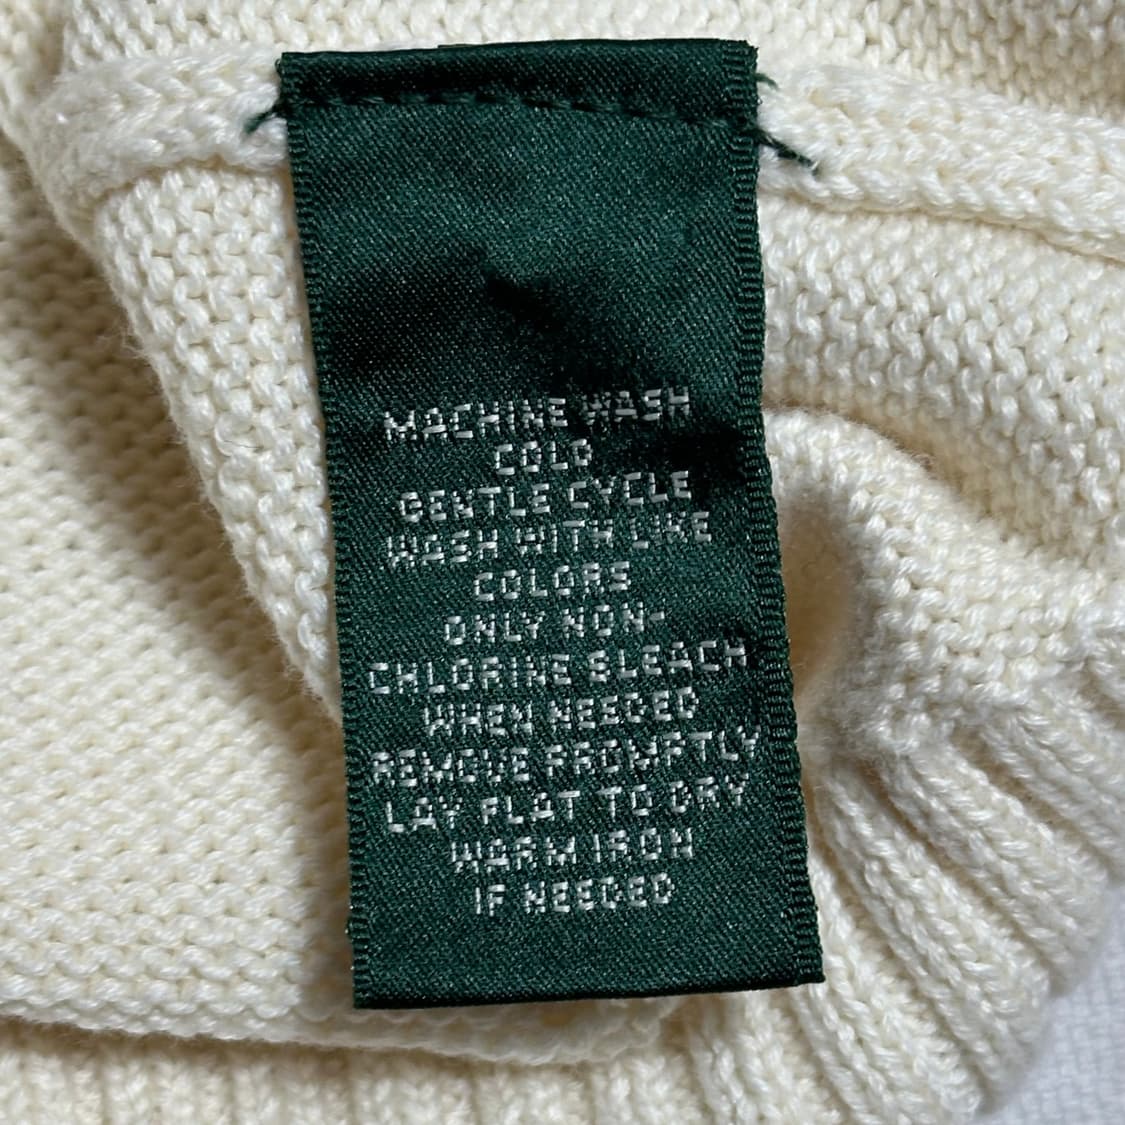 MACHINE WASH
COLD
GENTLE CYCLE
WASH WITH LIKE
COLORS
ONLY NON-
CHLORINE BLEACH
WHEN NEEDED
REMOVE PROMPTLY
LAY FLAT TO DRY
WARM IRON
IF NEEDED